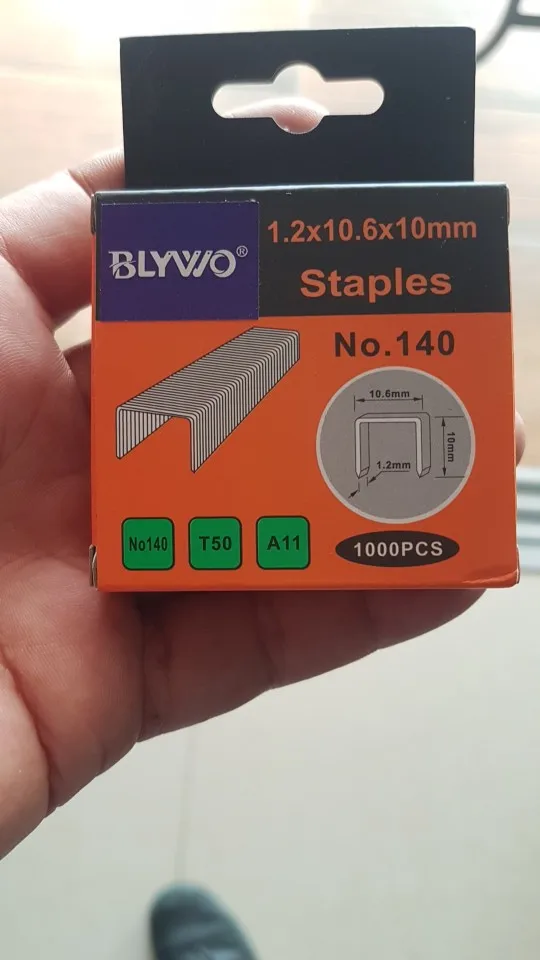 BLYWO®
1.2x10.6x10mm
Staples
No.140
10.6mm
10mm
1.2mm
No140
T50
A11
1000PCS